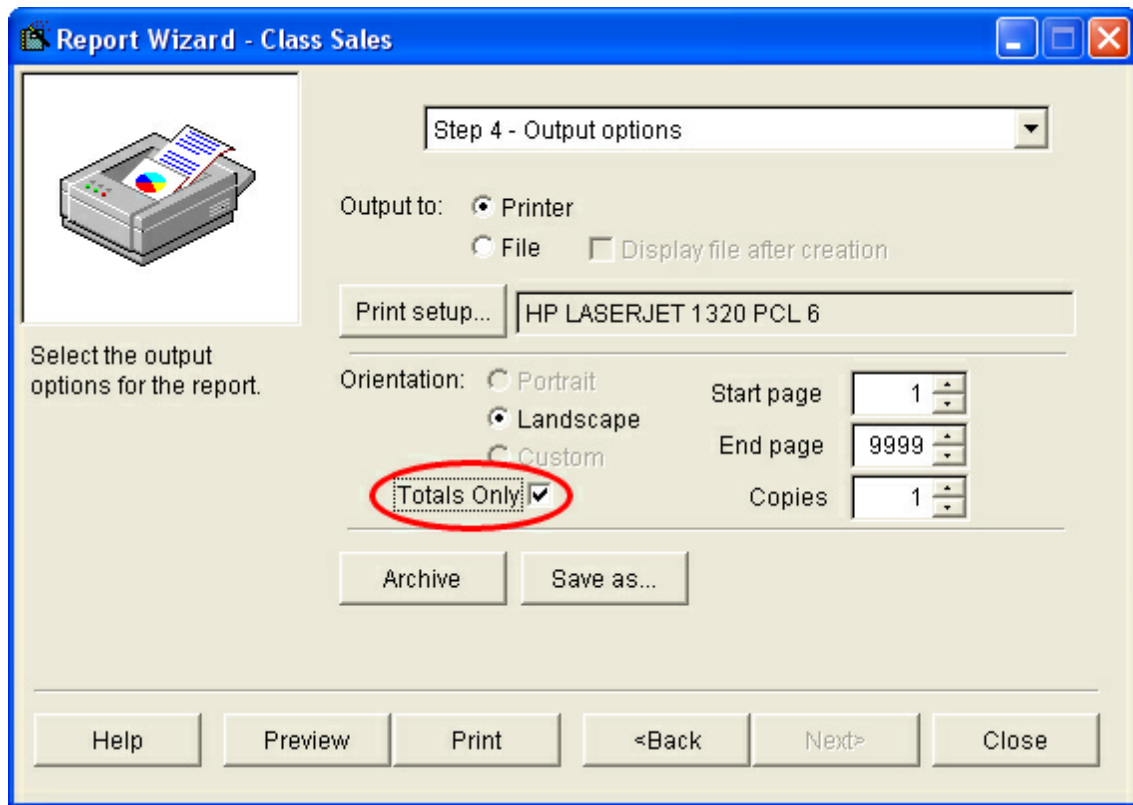 Report Wizard - Class Sales
Step 4 - Output options
Output to: Printer
File Display file after creation
Print setup... HP LASERJET 1320 PCL 6
Select the output
options for the report.
Orientation: Portrait
Landscape
Custom
Totals Only
Start page 1
End page 9999
Copies 1
Archive Save as...
Help Preview Print <Back Next> Close